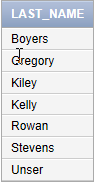 LAST_NAME
Boyers
Gregory
Kiley
Kelly
Rowan
Stevens
Unser